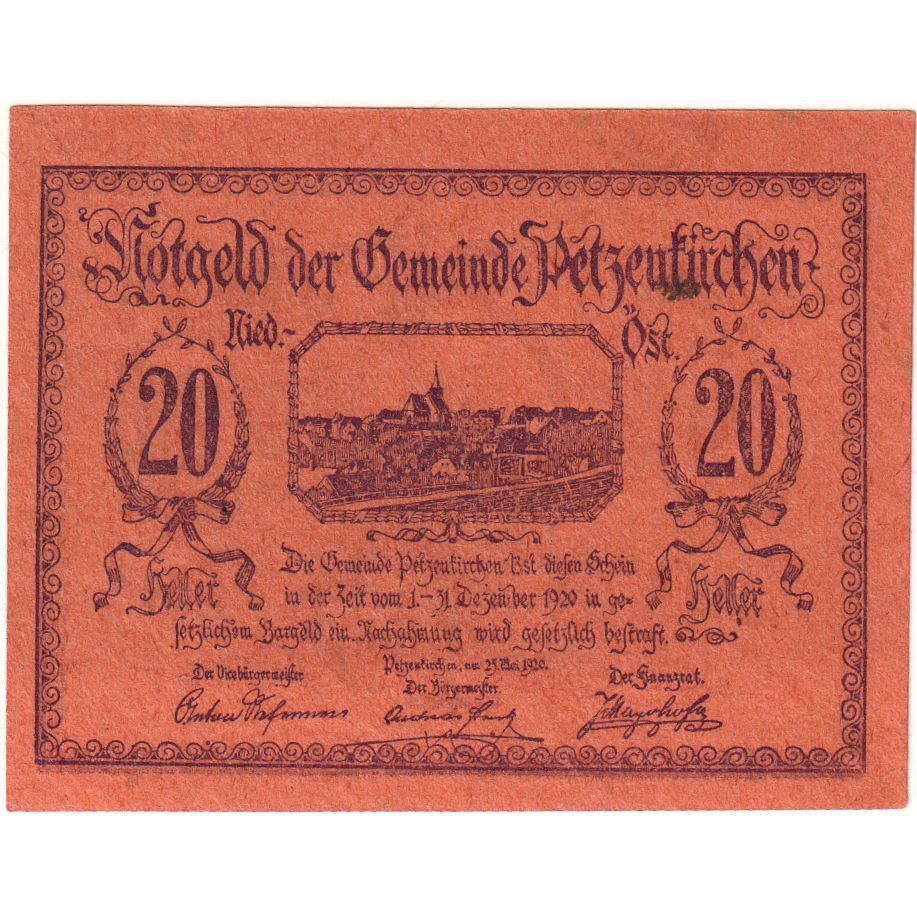 Notgeld der Gemeinde Petzenkirchen
Nied.- Öst.
20 20
Heller Heller
Die Gemeinde Petzenkirchen löst diesen Schein
in der Zeit vom 1.-31 Dezember 1920 in ge-
setzlichem Bargeld ein. Nachahmung wird gesetzlich bestraft.
Petzenkirchen, am 25. Mai 1920.
Der Vicebürgermeister Der Bürgermeister. Der Finanzrat.
Andreas